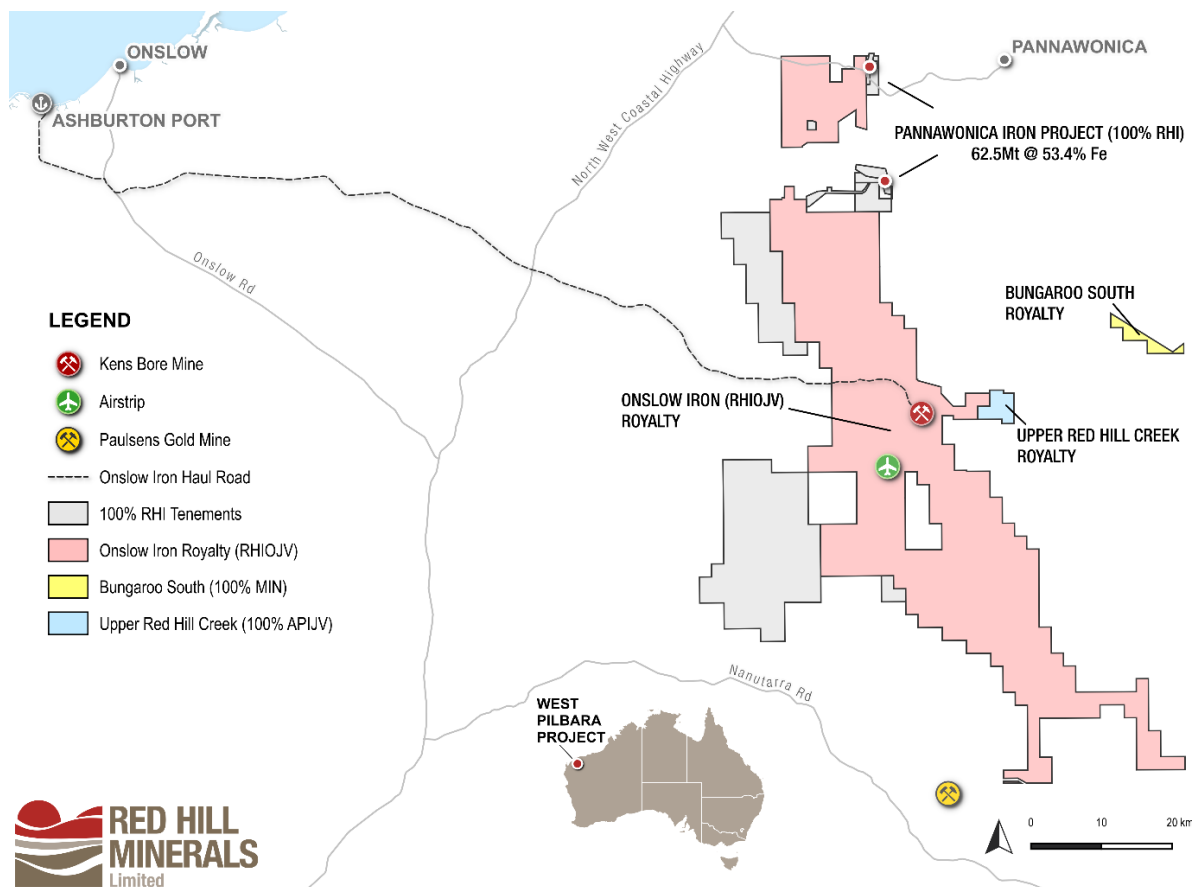 ONSLOW
ASHBURTON PORT
North West Coastal Highway
PANNAWONICA
PANNAWONICA IRON PROJECT (100% RHI)
62.5Mt @ 53.4% Fe
Onslow Rd
BUNGAROO SOUTH
ROYALTY
LEGEND
Kens Bore Mine
Airstrip
Paulsens Gold Mine
Onslow Iron Haul Road
100% RHI Tenements
Onslow Iron Royalty (RHIOJV)
Bungaroo South (100% MIN)
Upper Red Hill Creek (100% APIJV)
ONSLOW IRON (RHIOJV)
ROYALTY
UPPER RED HILL CREEK
ROYALTY
Nanutarra Rd
WEST
PILBARA
PROJECT
RED HILL
MINERALS
Limited
0 10 20 km